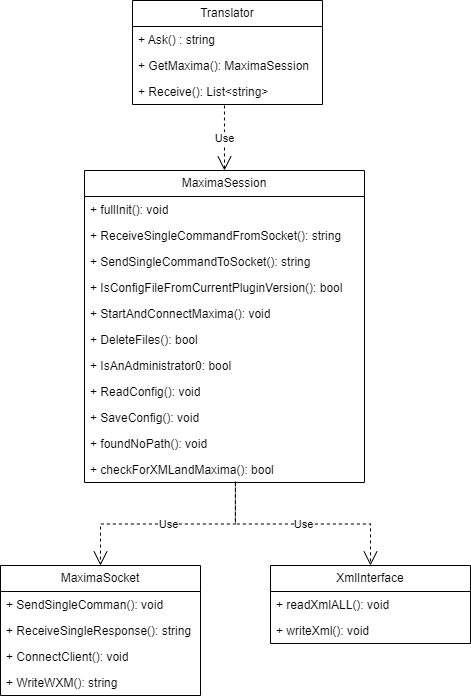 Translator
+ Ask() : string
+ GetMaxima(): MaximaSession
+ Receive(): List<string>
Use
MaximaSession
+ fullInit(): void
+ ReceiveSingleCommandFromSocket(): string
+ SendSingleCommandToSocket(): string
+ IsConfigFileFromCurrentPluginVersion(): bool
+ StartAndConnectMaxima(): void
+ DeleteFiles(): bool
+ IsAnAdministrator0: bool
+ ReadConfig(): void
+ SaveConfig(): void
+ foundNoPath(): void
+ checkForXMLandMaxima(): bool
Use
Use
MaximaSocket
+ SendSingleComman(): void
+ ReceiveSingleResponse(): string
+ ConnectClient(): void
+ WriteWXM(): string
XmlInterface
+ readXmlALL(): void
+ writeXml(): void